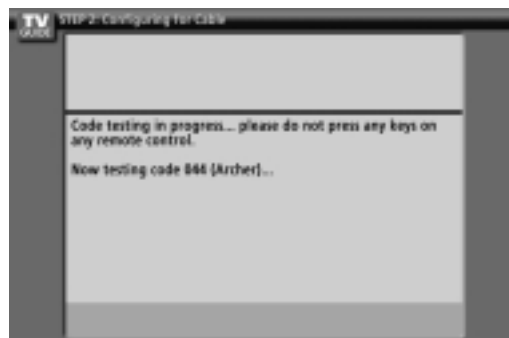 TV
GUIDE
STEP 2: Configuring for Cable
Code testing in progress... please do not press any keys on
any remote control.
Now testing code 044 (Archer)...